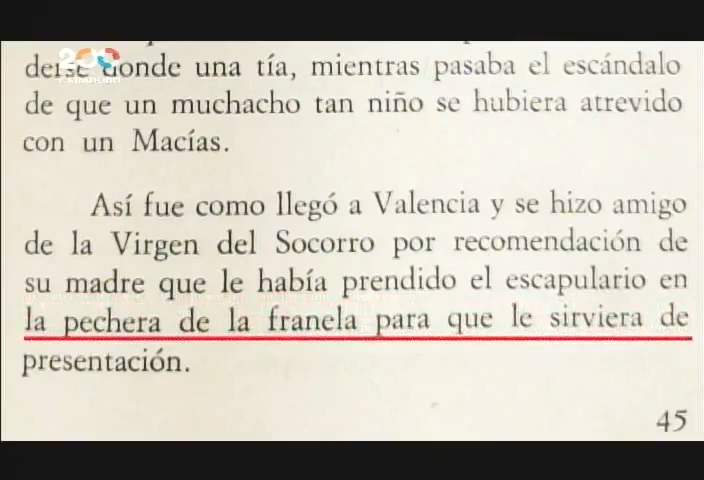 donde una tía, mientras pasaba el escándalo
de que un muchacho tan niño se hubiera atrevido
con un Macías.
Así fue como llegó a Valencia y se hizo amigo
de la Virgen del Socorro por recomendación de
su madre que le había prendido el escapulario en
la pechera de la franela para que le sirviera de
presentación.
45